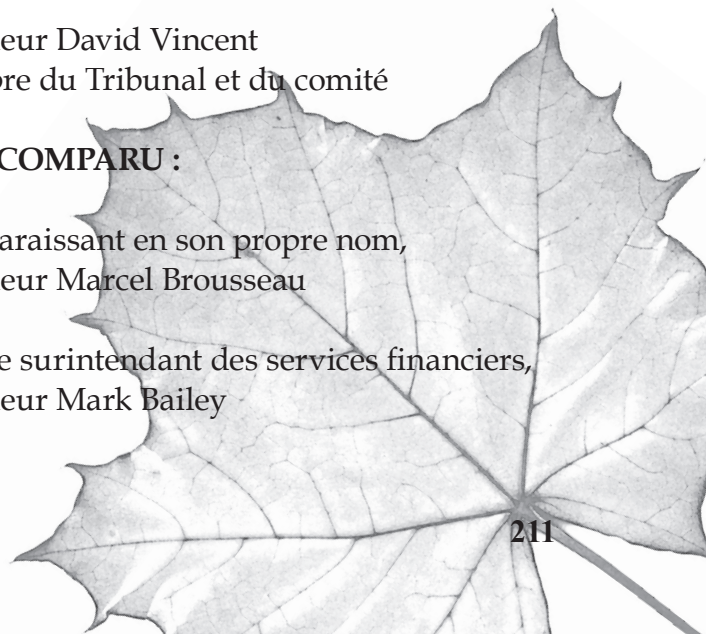 eur David Vincent
bre du Tribunal et du comité
COMPARU :
araissant en son propre nom,
eur Marcel Brousseau
e surintendant des services financiers,
eur Mark Bailey
211